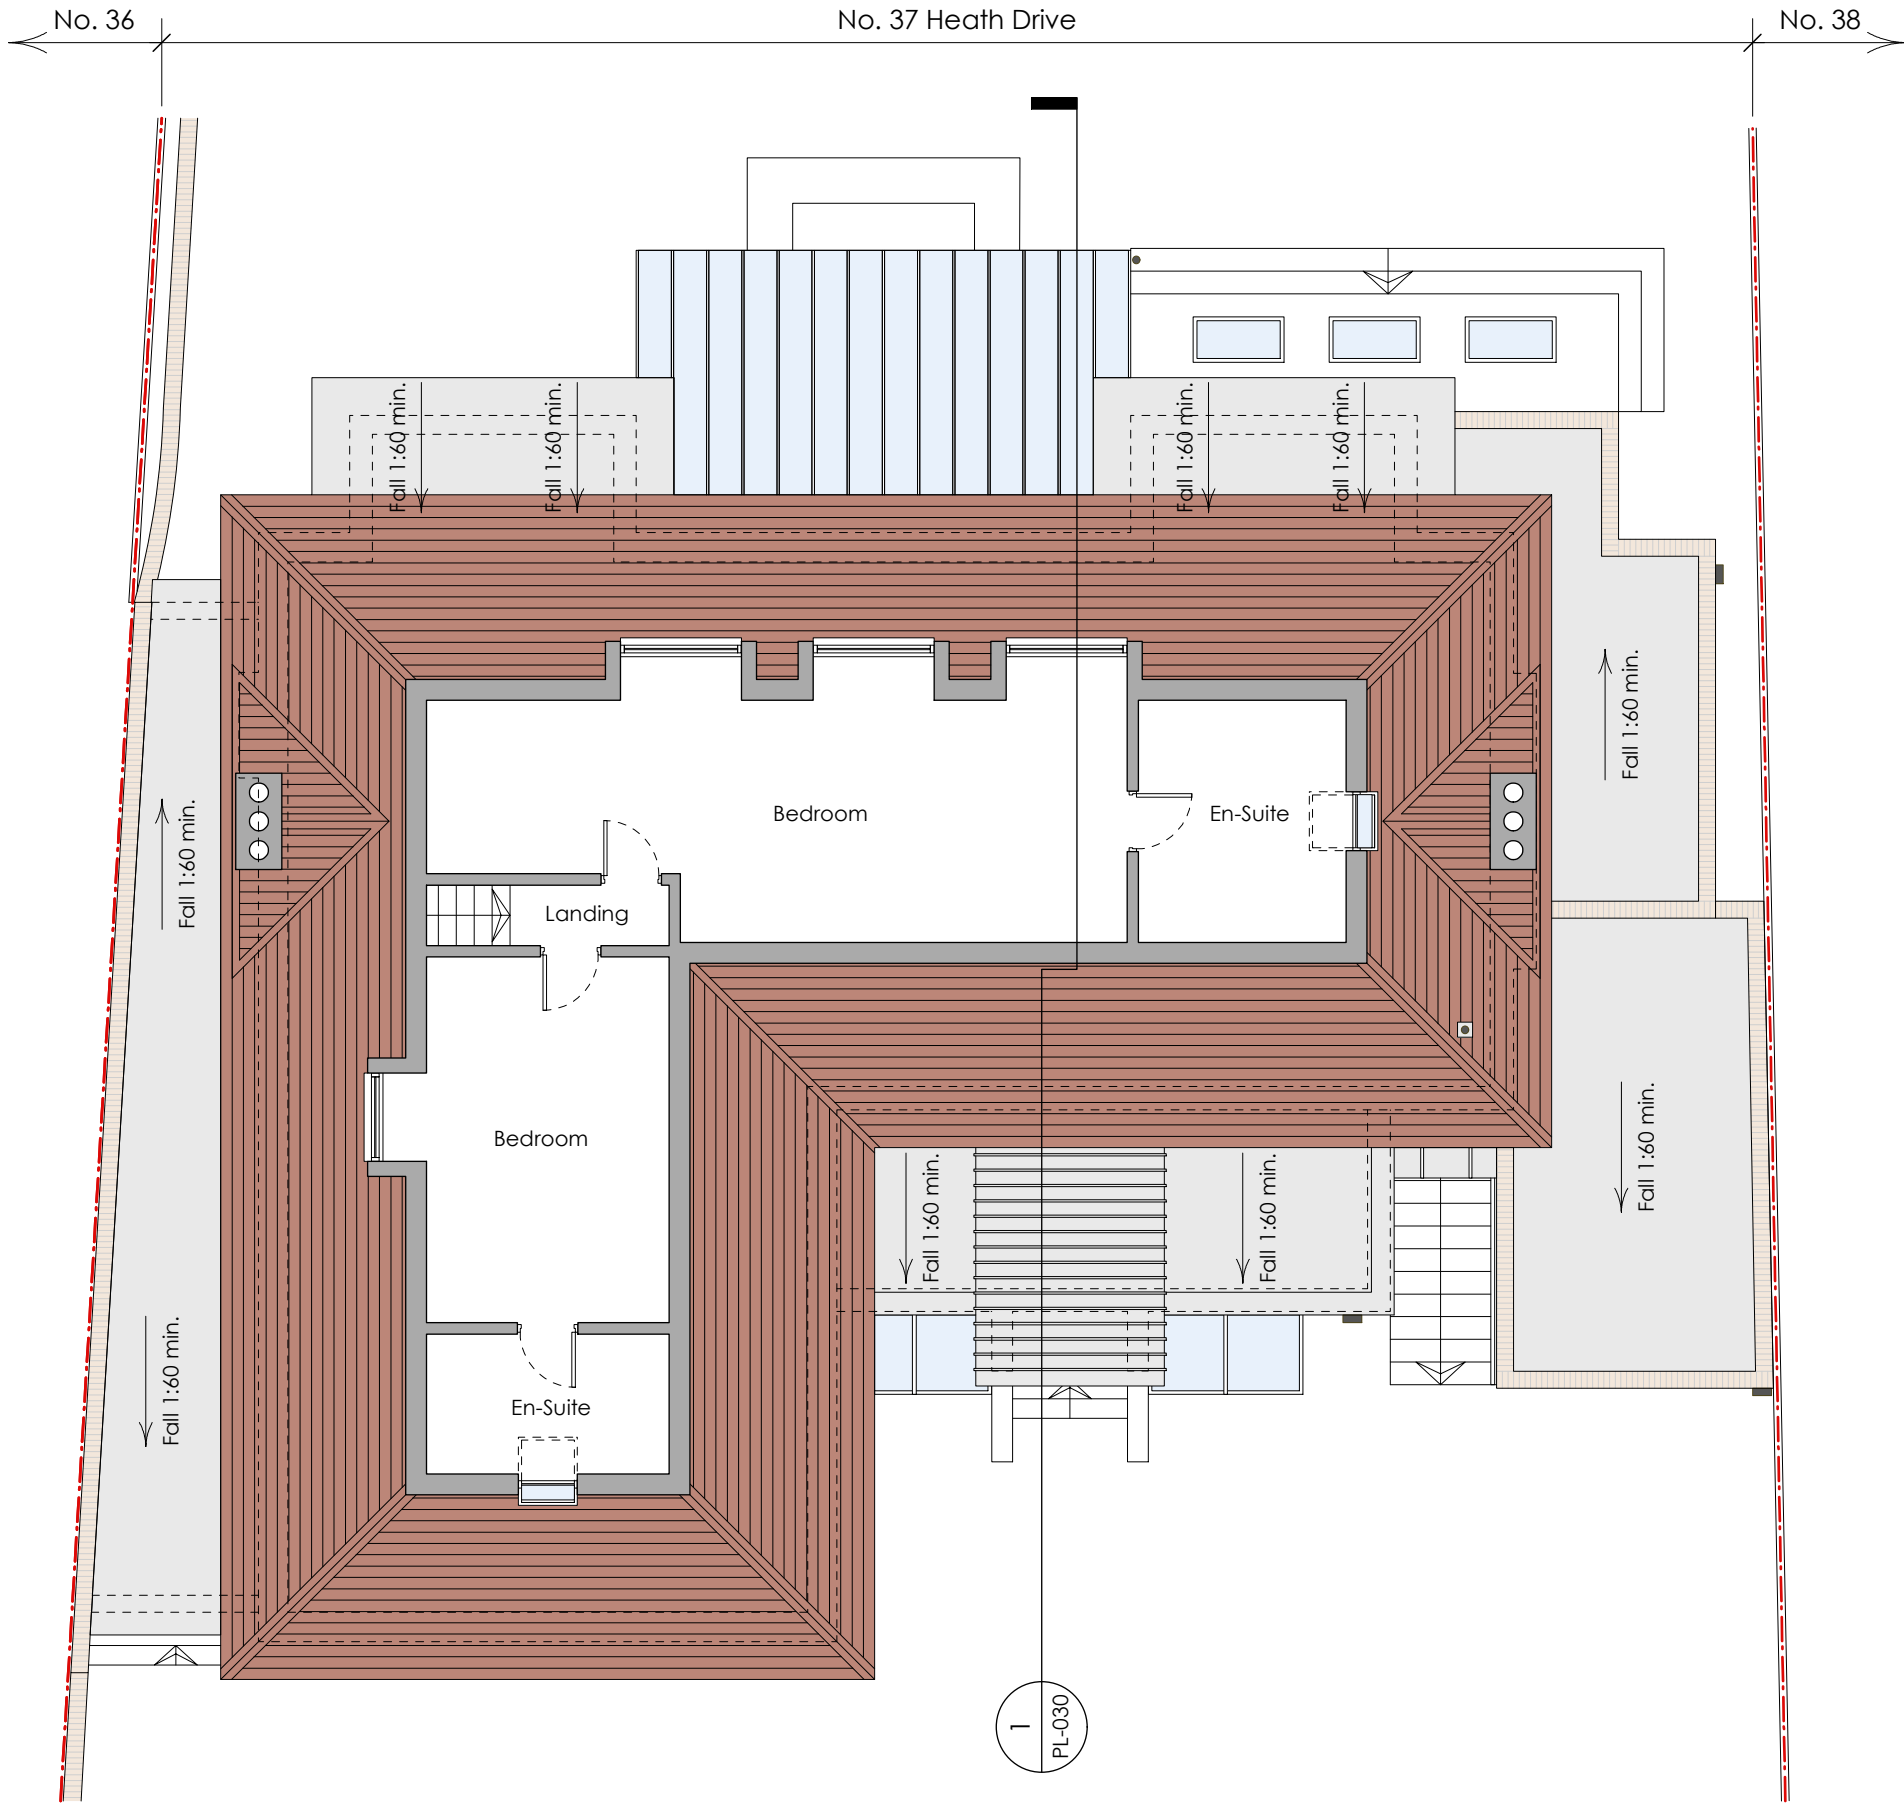 No. 36
No. 37 Heath Drive
No. 38
Fall 1:60 min.
Fall 1:60 min.
Fall 1:60 min.
Fall 1:60 min.
Fall 1:60 min.
Bedroom
En-Suite
Fall 1:60 min.
Landing
Bedroom
Fall 1:60 min.
Fall 1:60 min.
Fall 1:60 min.
Fall 1:60 min.
En-Suite
1
PL-030